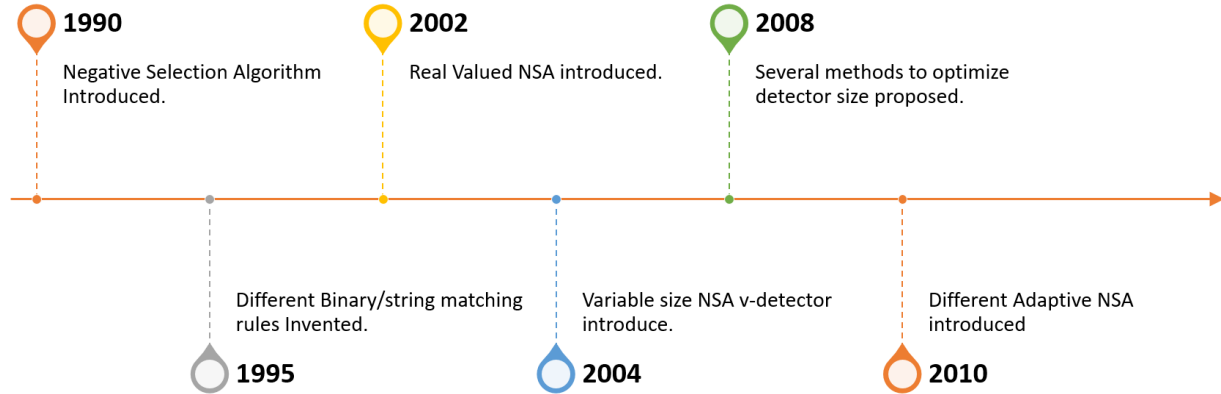 1990
Negative Selection Algorithm
Introduced.
2002
Real Valued NSA introduced.
2008
Several methods to optimize
detector size proposed.
Different Binary/string matching
rules Invented.
1995
Variable size NSA v-detector
introduce.
2004
Different Adaptive NSA
introduced
2010